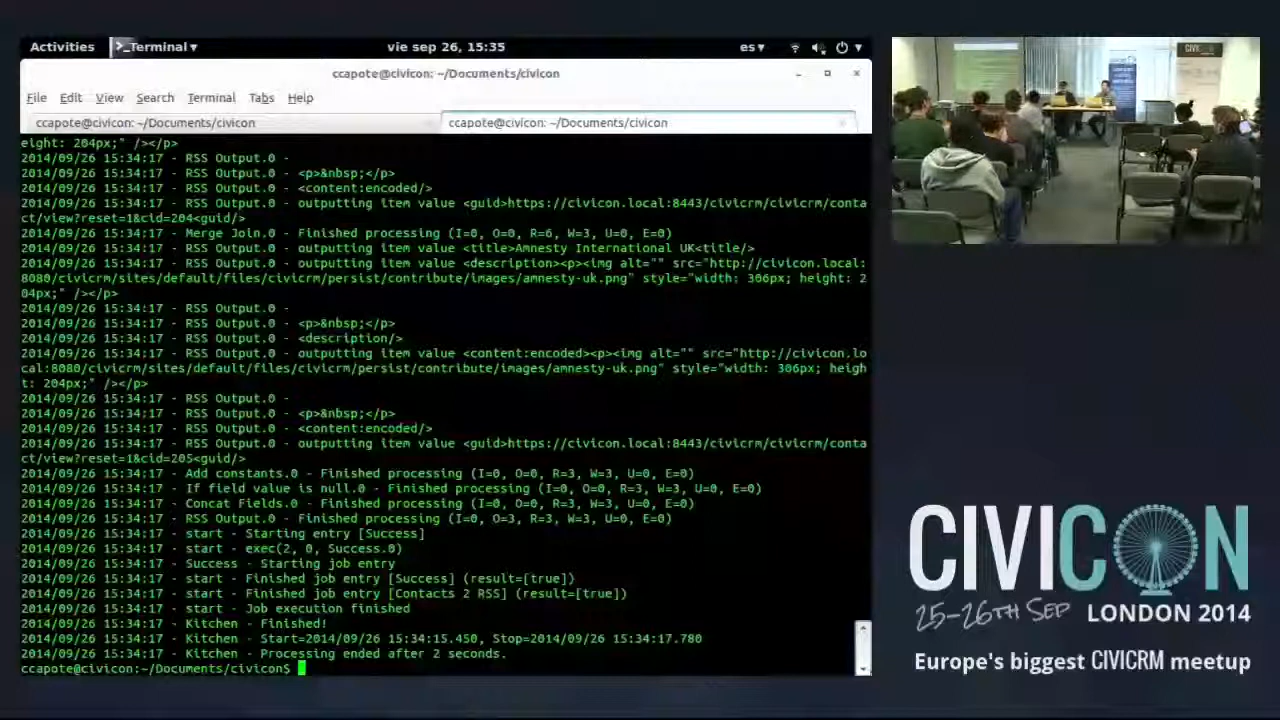 Activities
Terminal
vie sep 26, 15:35
es
ccapote@civicon: ~/Documents/civicon
File Edit View Search Terminal Tabs Help
ccapote@civicon: ~/Documents/civicon
ccapote@civicon: ~/Documents/civicon
eight: 204px;" /></p>
2014/09/26 15:34:17 - RSS Output.0 -
2014/09/26 15:34:17 - RSS Output.0 - <p>&nbsp;</p>
2014/09/26 15:34:17 - RSS Output.0 - <content:encoded/>
2014/09/26 15:34:17 - RSS Output.0 - outputting item value <guid>https://civicon.local:8443/civicrm/civicrm/conta
ct/view?reset=1&cid=204<guid/>
2014/09/26 15:34:17 - Merge Join.0 - Finished processing (I=0, O=0, R=6, W=3, U=0, E=0)
2014/09/26 15:34:17 - RSS Output.0 - outputting item value <title>Amnesty International UK<title/>
2014/09/26 15:34:17 - RSS Output.0 - outputting item value <description><p><img alt="" src="http://civicon.local:
8080/civicrm/sites/default/files/civicrm/persist/contribute/images/amnesty-uk.png" style="width: 306px; height: 2
04px;" /></p>
2014/09/26 15:34:17 - RSS Output.0 -
2014/09/26 15:34:17 - RSS Output.0 - <p>&nbsp;</p>
2014/09/26 15:34:17 - RSS Output.0 - <description/>
2014/09/26 15:34:17 - RSS Output.0 - outputting item value <content:encoded><p><img alt="" src="http://civicon.lo
cal:8080/civicrm/sites/default/files/civicrm/persist/contribute/images/amnesty-uk.png" style="width: 306px; heigh
t: 204px;" /></p>
2014/09/26 15:34:17 - RSS Output.0 -
2014/09/26 15:34:17 - RSS Output.0 - <p>&nbsp;</p>
2014/09/26 15:34:17 - RSS Output.0 - <content:encoded/>
2014/09/26 15:34:17 - RSS Output.0 - outputting item value <guid>https://civicon.local:8443/civicrm/civicrm/conta
ct/view?reset=1&cid=205<guid/>
2014/09/26 15:34:17 - Add constants.0 - Finished processing (I=0, O=0, R=3, W=3, U=0, E=0)
2014/09/26 15:34:17 - If field value is null.0 - Finished processing (I=0, O=0, R=3, W=3, U=0, E=0)
2014/09/26 15:34:17 - Concat Fields.0 - Finished processing (I=0, O=0, R=3, W=3, U=0, E=0)
2014/09/26 15:34:17 - RSS Output.0 - Finished processing (I=0, O=3, R=3, W=3, U=0, E=0)
2014/09/26 15:34:17 - start - Starting entry [Success]
2014/09/26 15:34:17 - start - exec(2, 0, Success.0)
2014/09/26 15:34:17 - Success - Starting job entry
2014/09/26 15:34:17 - start - Finished job entry [Success] (result=[true])
2014/09/26 15:34:17 - start - Finished job entry [Contacts 2 RSS] (result=[true])
2014/09/26 15:34:17 - start - Job execution finished
2014/09/26 15:34:17 - Kitchen - Finished!
2014/09/26 15:34:17 - Kitchen - Start=2014/09/26 15:34:15.450, Stop=2014/09/26 15:34:17.780
2014/09/26 15:34:17 - Kitchen - Processing ended after 2 seconds.
ccapote@civicon:~/Documents/civicon$
CIVICON
25-26TH SEP LONDON 2014
Europe's biggest CIVICRM meetup